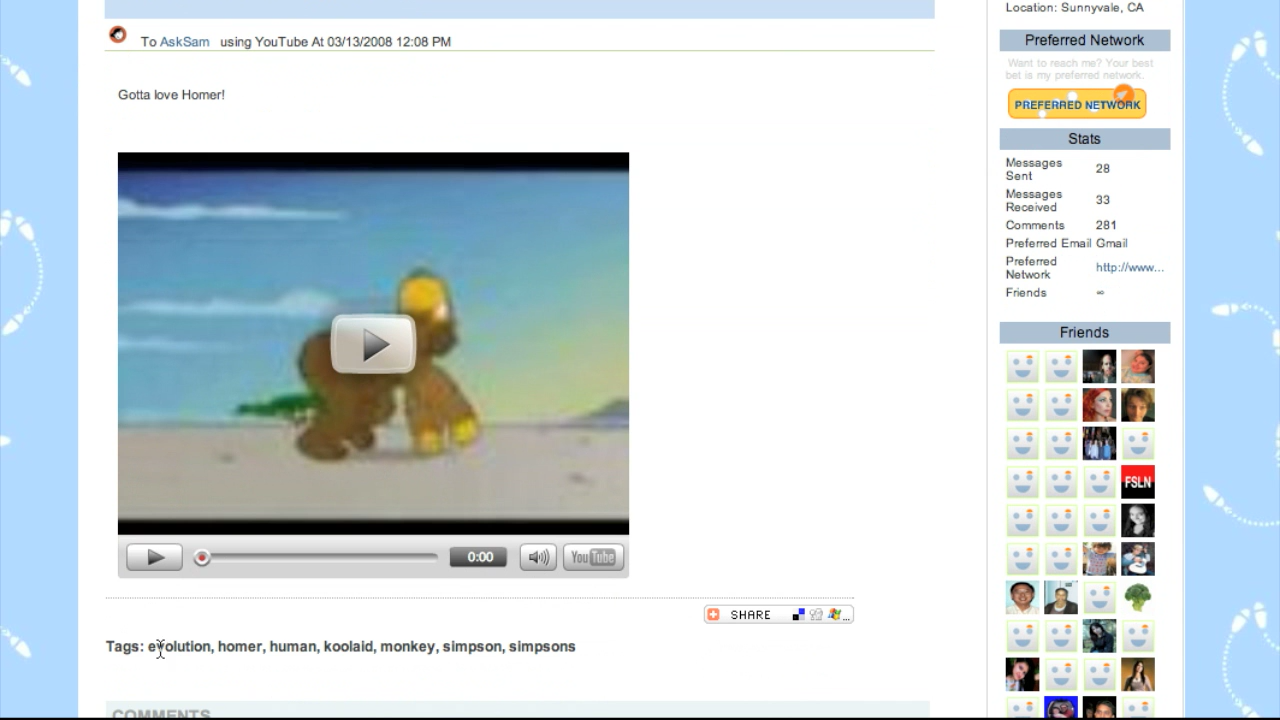 To AskSam using YouTube At 03/13/2008 12:08 PM
Gotta love Homer!
0:00
YouTube
SHARE ...
Tags: evolution, homer, human, koolaid, monkey, simpson, simpsons
COMMENTS
Location: Sunnyvale, CA
Preferred Network
Want to reach me? Your best
bet is my preferred network.
PREFERRED NETWORK
Stats
Messages
Sent 28
Messages
Received 33
Comments 281
Preferred Email Gmail
Preferred
Network http://www...
Friends ∞
Friends
FSLN